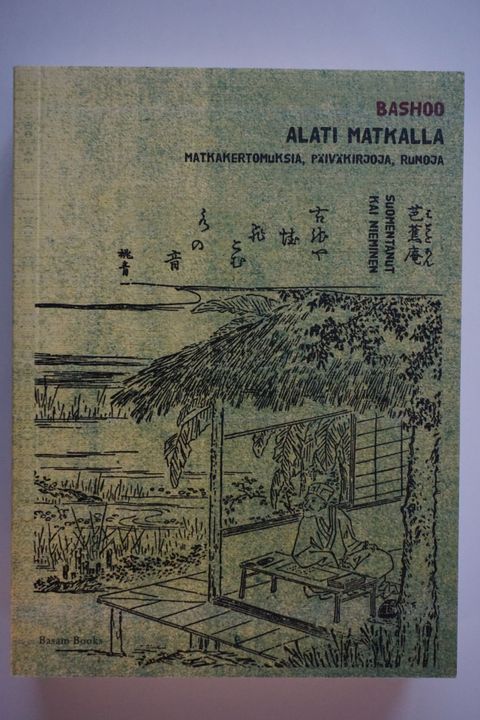 BASHOO
ALATI MATKALLA
MATKAKERTOMUKSIA, PÄIVÄKIRJOJA, RUNOJA
SUOMENTANUT
KAI NIEMINEN
芭蕉庵
古池や
蛙
飛こむ
水の
音
桃青
Basam Books